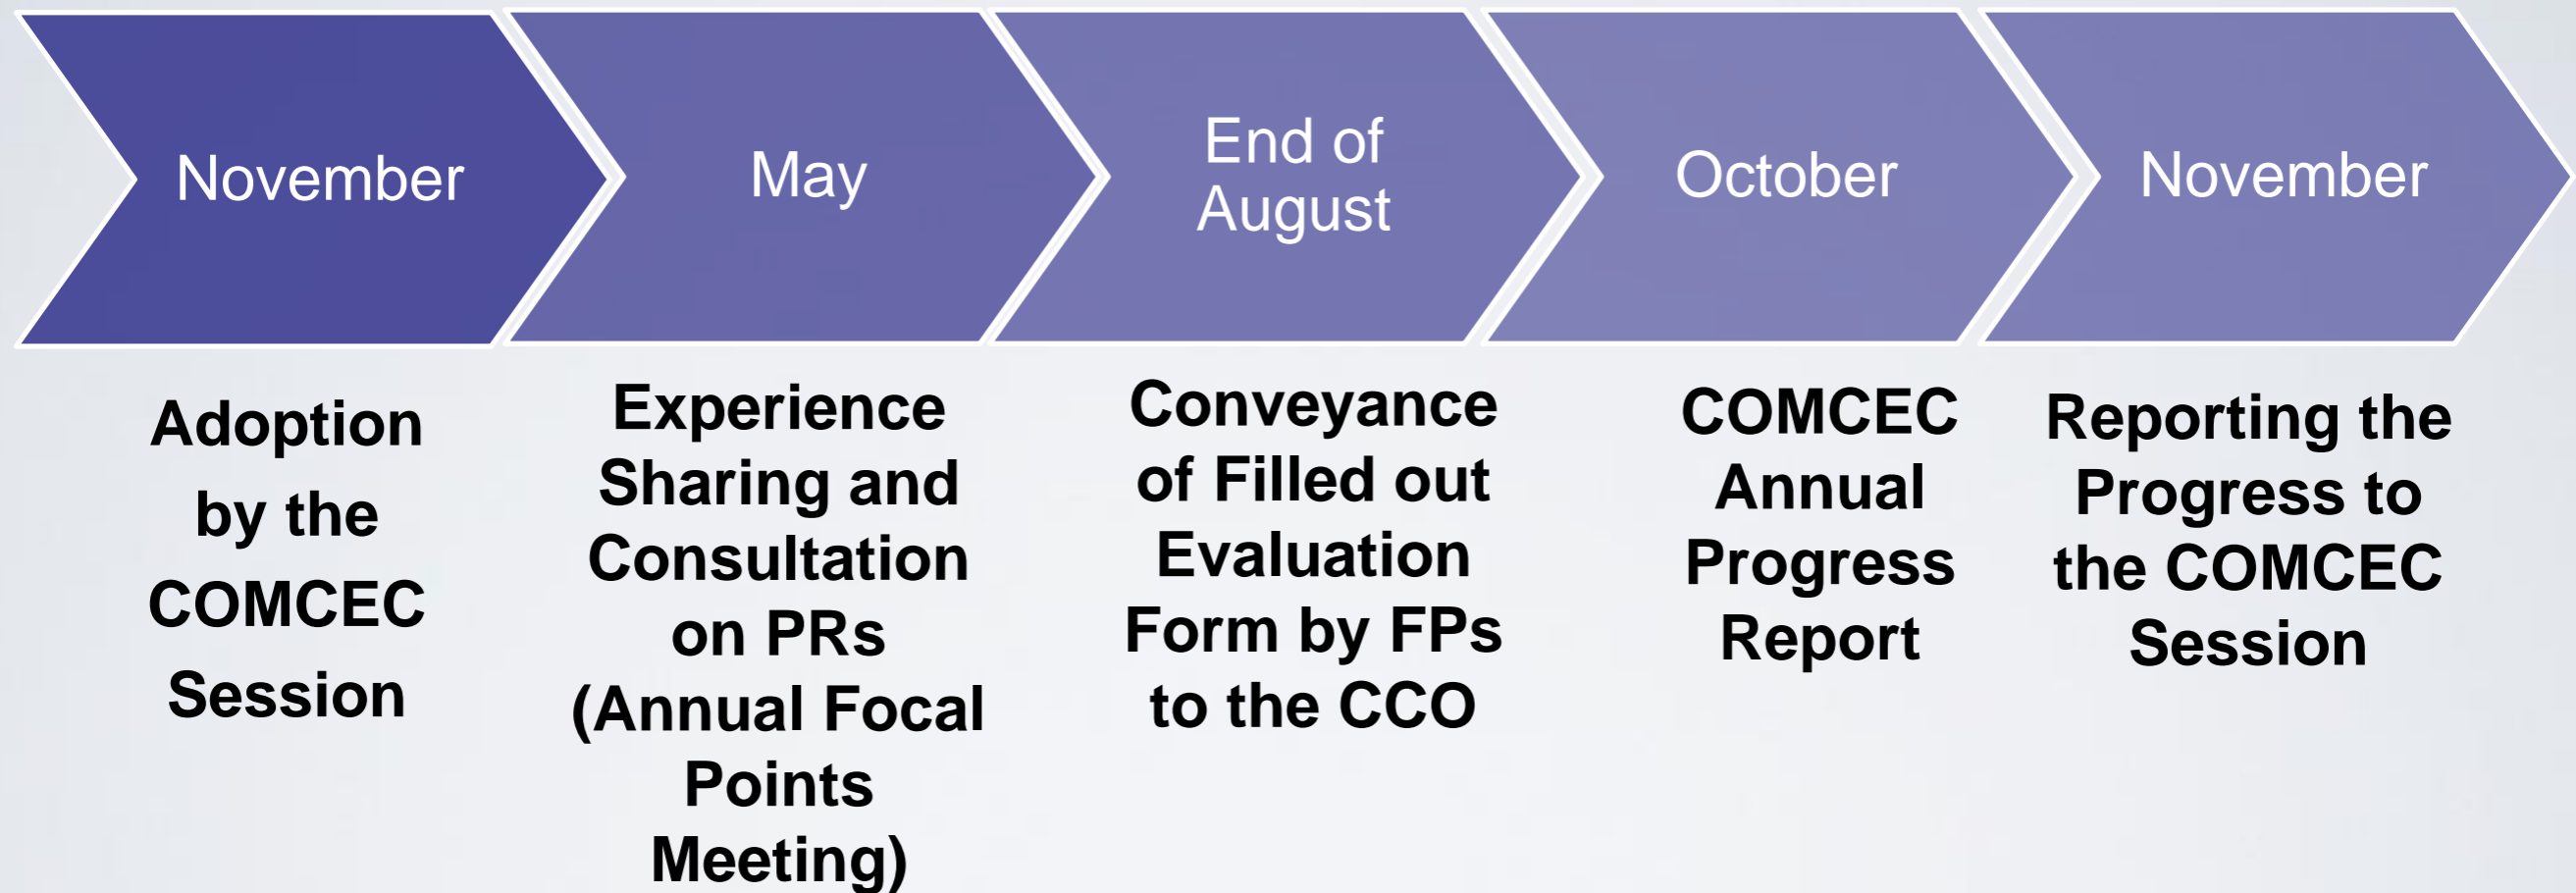 November
May
End of
August
October
November
Adoption
by the
COMCEC
Session
Experience
Sharing and
Consultation
on PRs
(Annual Focal
Points
Meeting)
Conveyance
of Filled out
Evaluation
Form by FPs
to the CCO
COMCEC
Annual
Progress
Report
Reporting the
Progress to
the COMCEC
Session